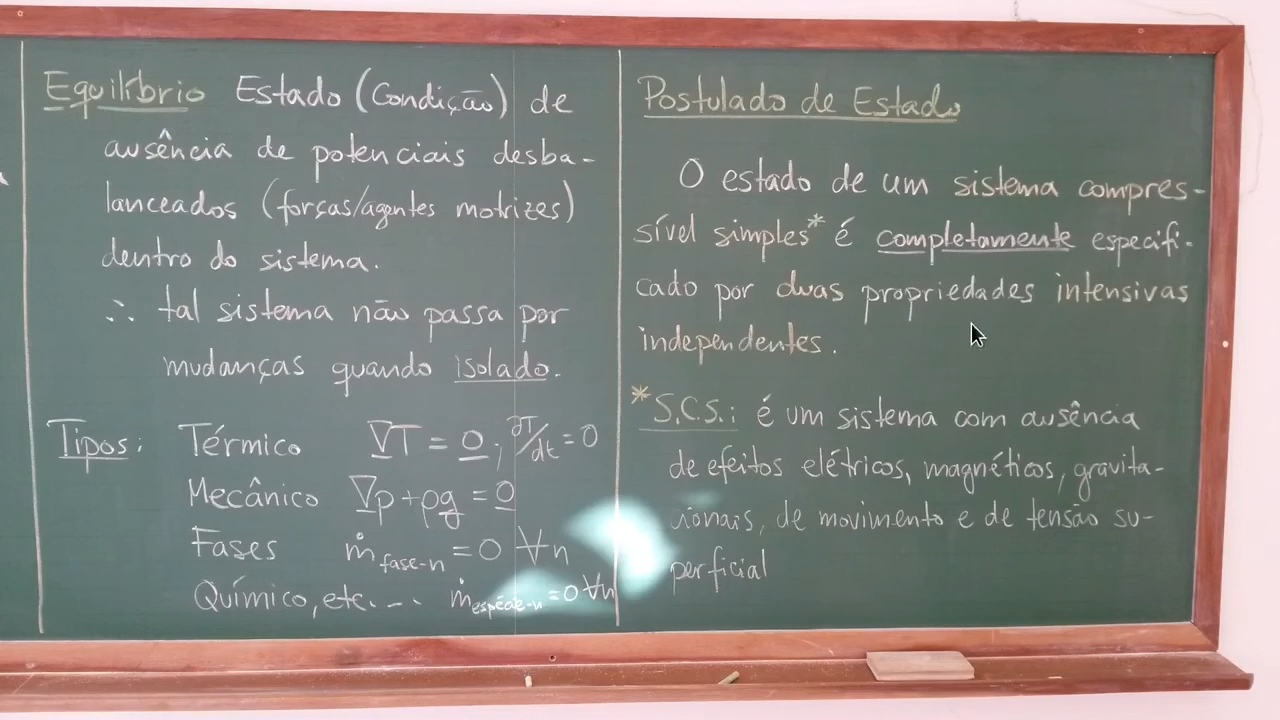 Equilíbrio Estado (Condição) de
ausência de potenciais desba-
lanceados (forças/agentes motrizes)
dentro do sistema.
∴ tal sistema não passa por
mudanças quando isolado.
Tipos: Térmico ∇T = 0 ; ∂T/dt = 0
Mecânico ∇p + ρg = 0
Fases ṁ fase-n = 0 ∀n
Químico, etc... ṁ espécie-n = 0 ∀n
Postulado de Estado
O estado de um sistema compres-
sível simples* é completamente especifi-
cado por duas propriedades intensivas
independentes.
* S.C.S.: é um sistema com ausência
de efeitos elétricos, magnéticos, gravita-
cionais, de movimento e de tensão su-
perficial